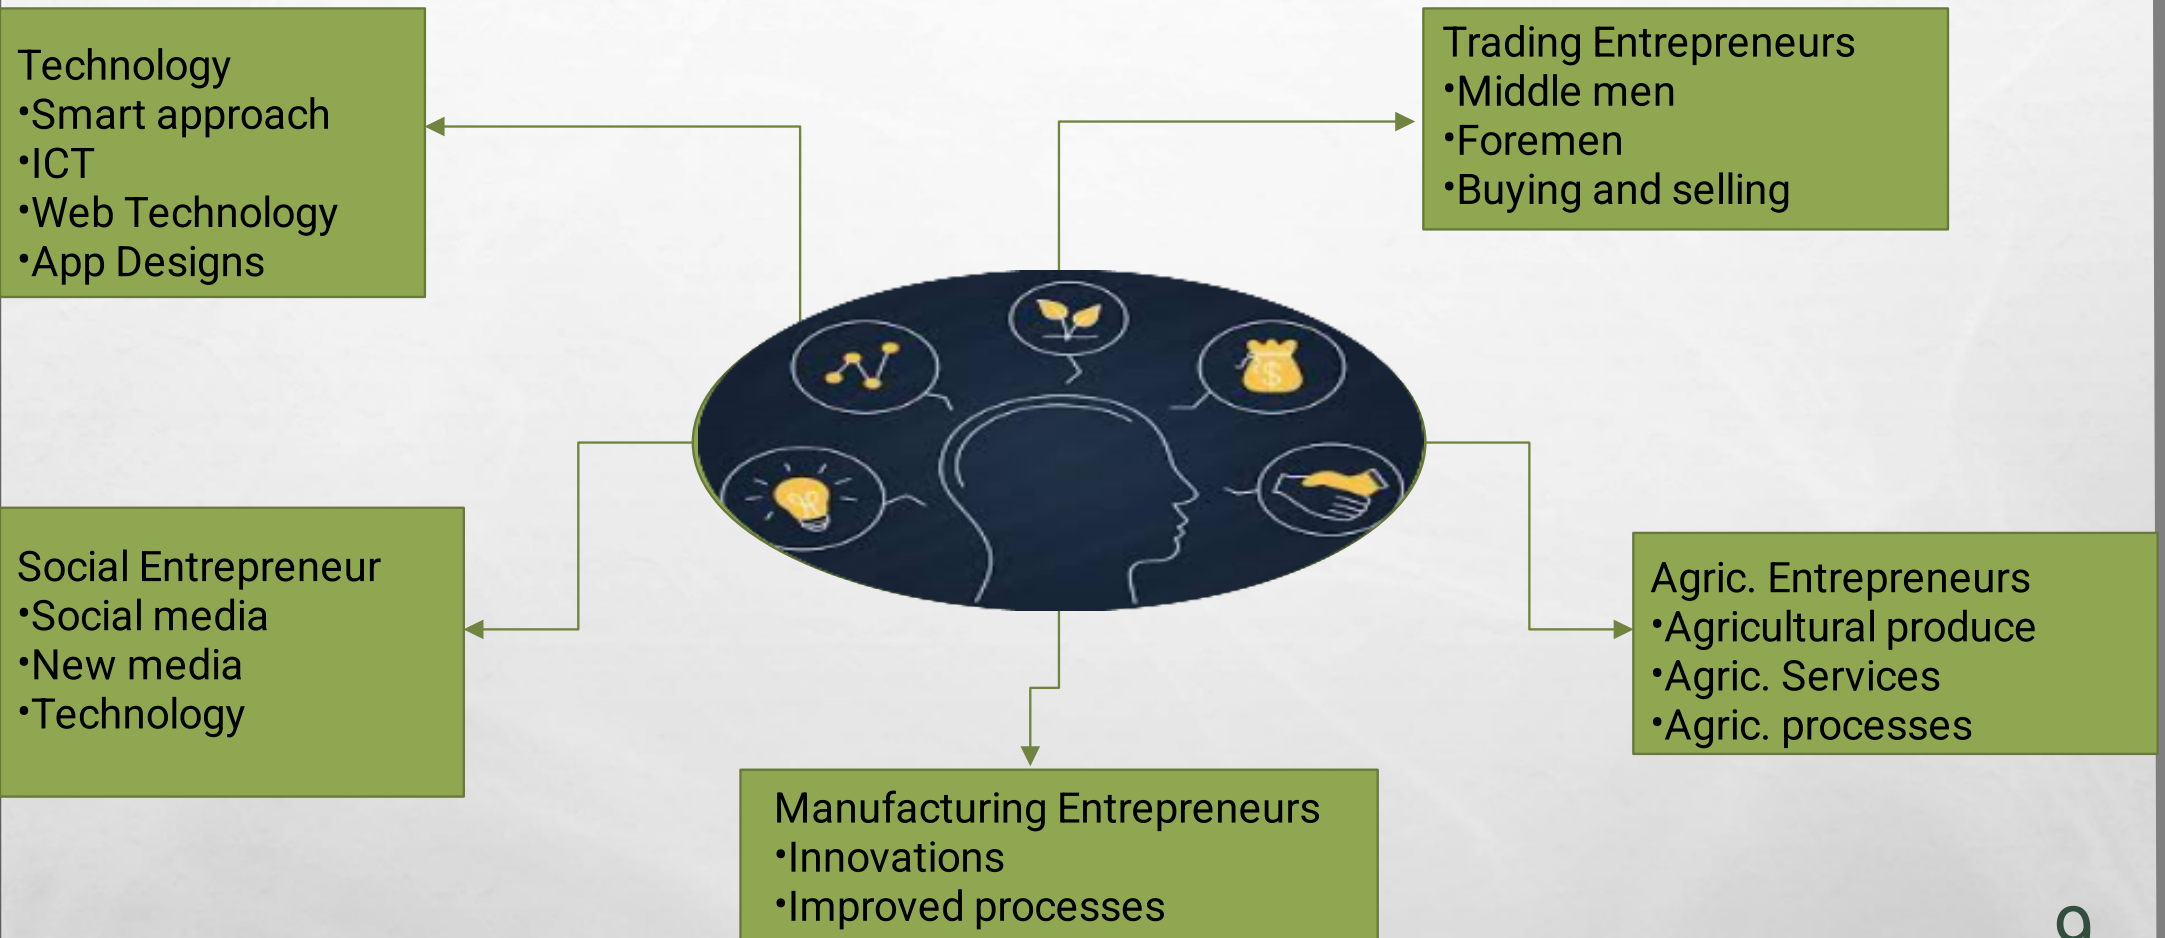 Technology
•Smart approach
•ICT
•Web Technology
•App Designs
Trading Entrepreneurs
•Middle men
•Foremen
•Buying and selling
Social Entrepreneur
•Social media
•New media
•Technology
Agric. Entrepreneurs
•Agricultural produce
•Agric. Services
•Agric. processes
Manufacturing Entrepreneurs
•Innovations
•Improved processes
$
9